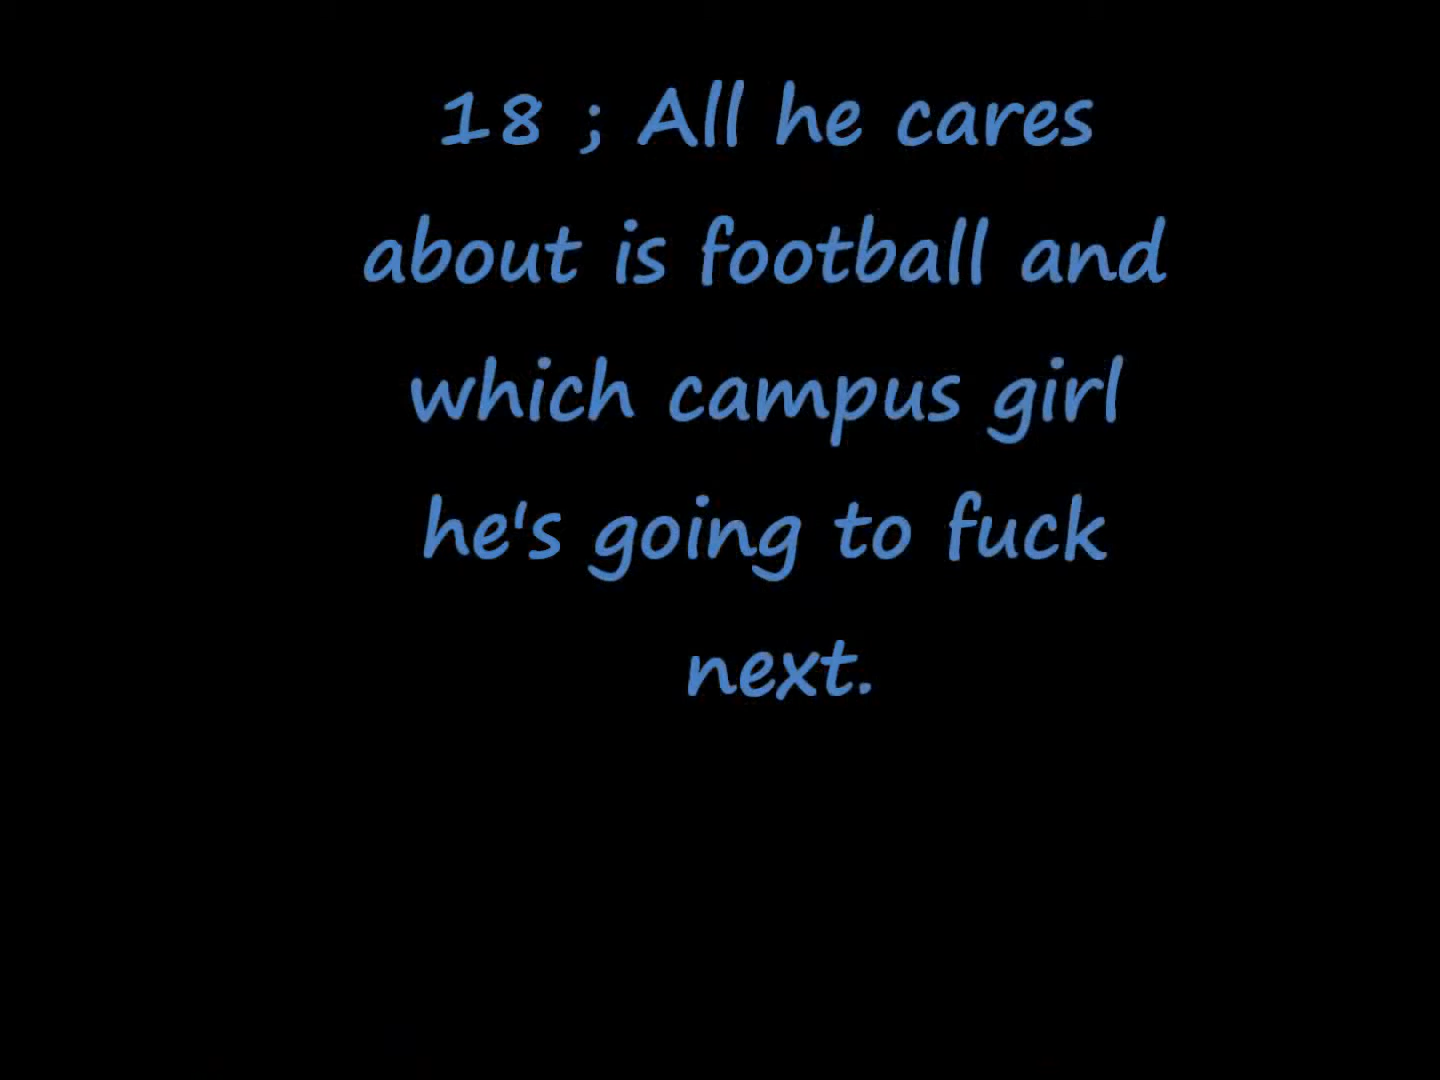 18 ; All he cares
about is football and
which campus girl
he's going to fuck
next.